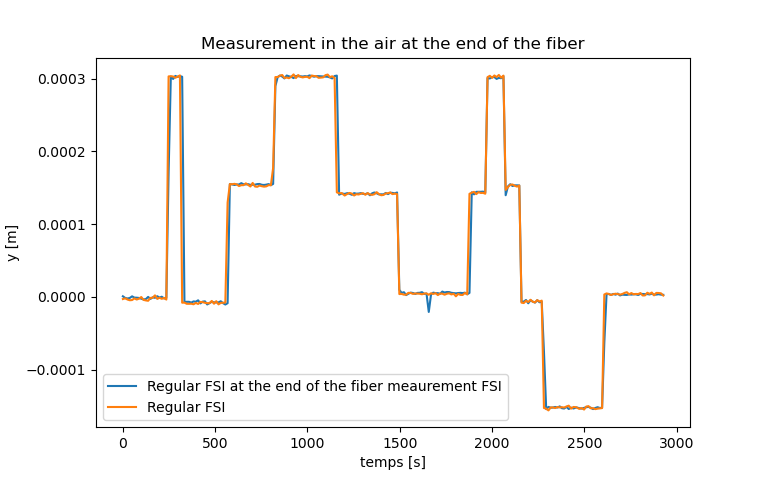 Measurement in the air at the end of the fiber
0.0003
0.0002
0.0001
0.0000
−0.0001
y [m]
Regular FSI at the end of the fiber meaurement FSI
Regular FSI
0 500 1000 1500 2000 2500 3000
temps [s]